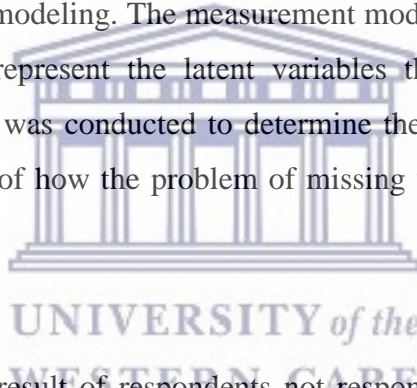 modeling. The measurement mod
represent the latent variables th
was conducted to determine the
of how the problem of missing
UNIVERSITY of the
result of respondents not respon
WESTERN CAPE